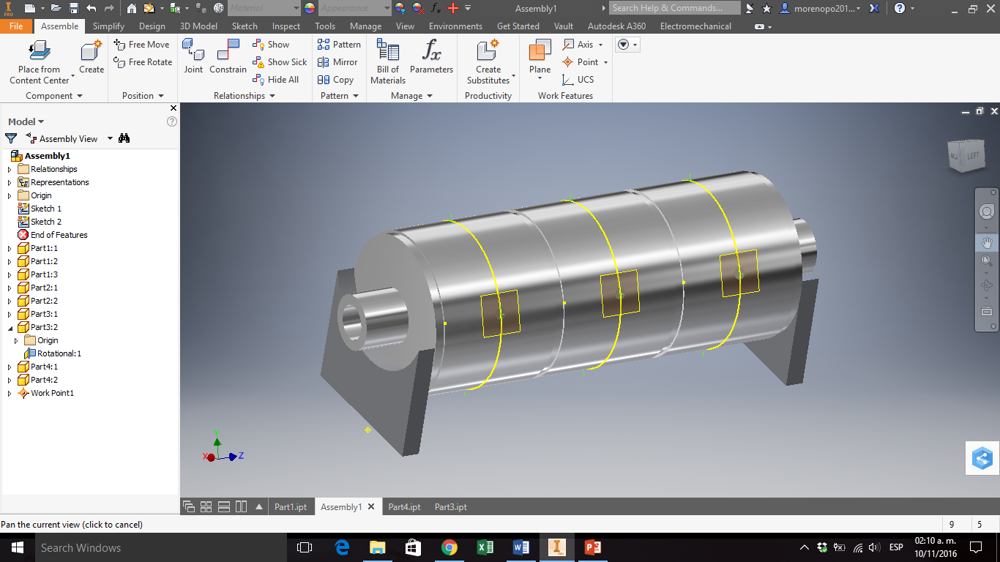 PRO
Material
Appearance
fx
Assembly1
Search Help & Commands...
morenopo201...
File
Assemble
Simplify
Design
3D Model
Sketch
Inspect
Tools
Manage
View
Environments
Get Started
Vault
Autodesk A360
Electromechanical
Place from
Content Center
Create
Free Move
Free Rotate
Joint
Constrain
Show
Show Sick
Hide All
Pattern
Mirror
Copy
Bill of
Materials
fx
Parameters
Create
Substitutes
Plane
Axis
Point
UCS
Component
Position
Relationships
Pattern
Manage
Productivity
Work Features
Model
Assembly View
Assembly1
Relationships
Representations
Origin
Sketch 1
Sketch 2
End of Features
Part1:1
Part1:2
Part1:3
Part2:1
Part2:2
Part3:1
Part3:2
Origin
Rotational:1
Part4:1
Part4:2
Work Point1
LEFT
Y
X
Z
Part1.ipt
Assembly1
Part4.ipt
Part3.ipt
Pan the current view (click to cancel)
9
5
Search Windows
ESP
02:10 a. m.
10/11/2016